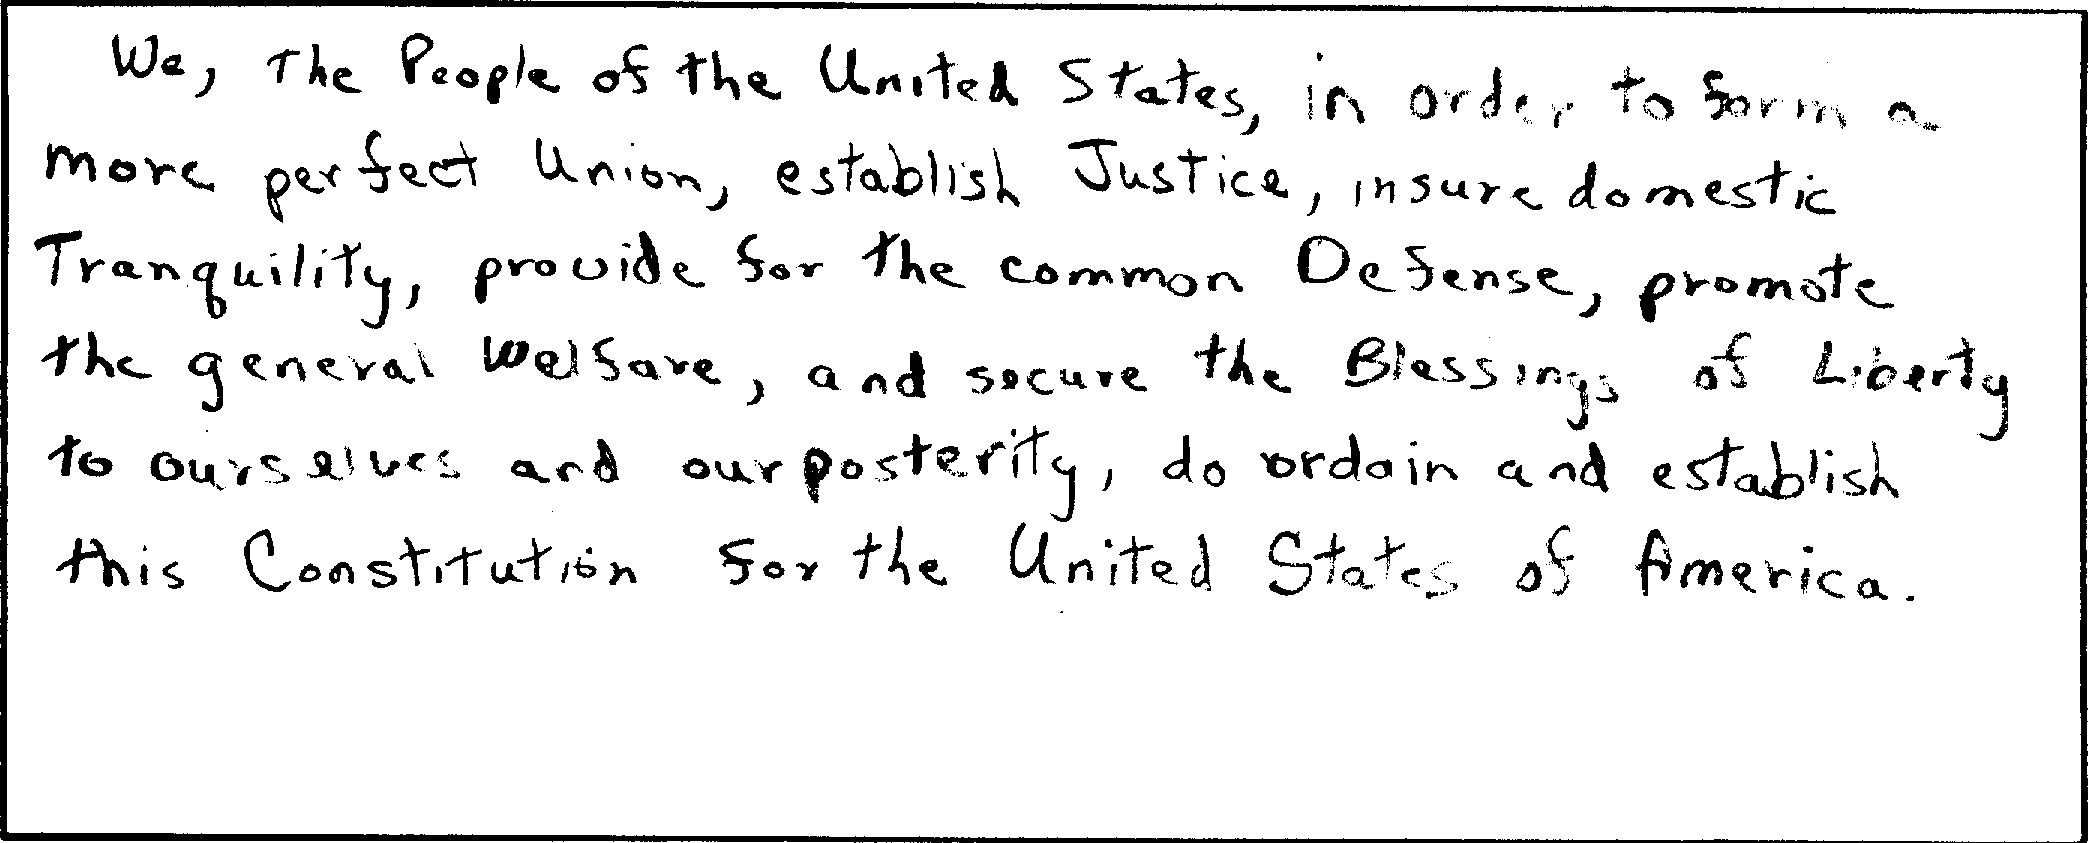 We, the People of the United States, in order to form a
more perfect Union, establish Justice, insure domestic
Tranquility, provide for the common Defense, promote
the general Welfare, and secure the Blessings of Liberty
to ourselves and our posterity, do ordain and establish
this Constitution for the United States of America.